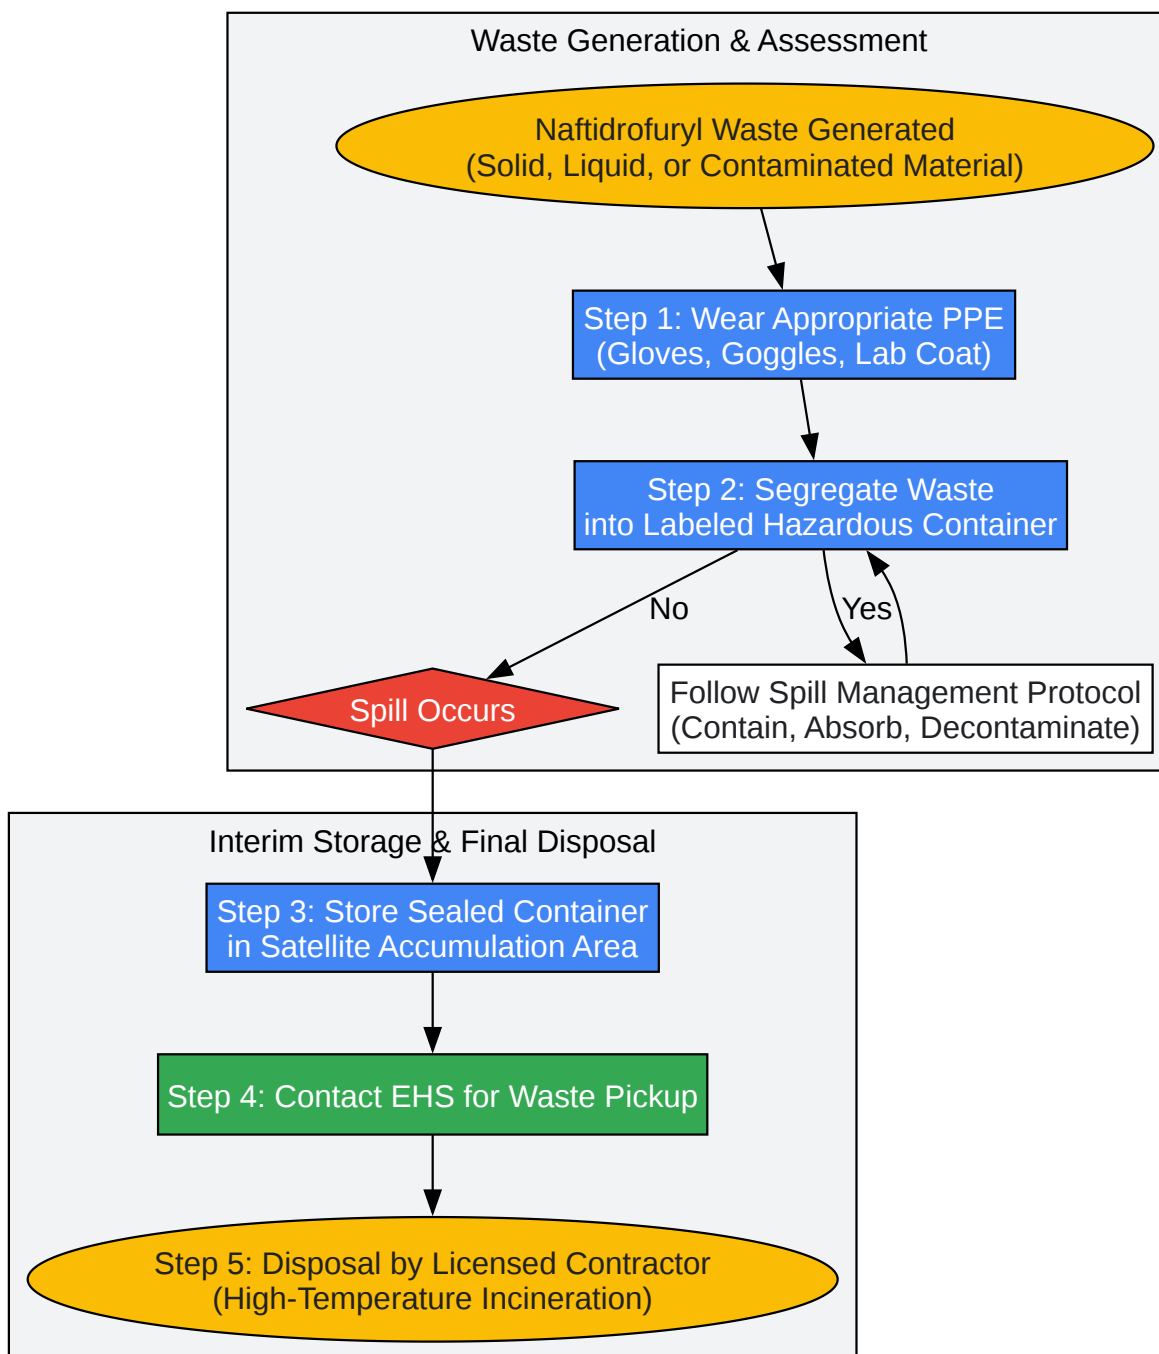 Waste Generation & Assessment
Naftidrofuryl Waste Generated
(Solid, Liquid, or Contaminated Material)
Step 1: Wear Appropriate PPE
(Gloves, Goggles, Lab Coat)
Step 2: Segregate Waste
into Labeled Hazardous Container
No
Yes
Spill Occurs
Follow Spill Management Protocol
(Contain, Absorb, Decontaminate)
Interim Storage & Final Disposal
Step 3: Store Sealed Container
in Satellite Accumulation Area
Step 4: Contact EHS for Waste Pickup
Step 5: Disposal by Licensed Contractor
(High-Temperature Incineration)